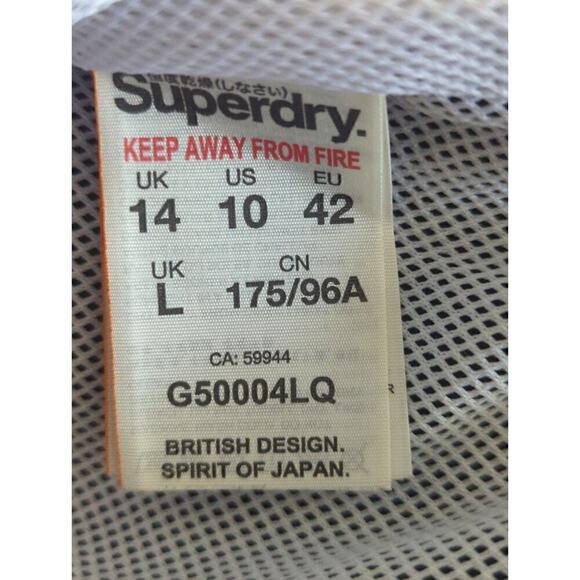 極度乾燥(しなさい)
Superdry.
KEEP AWAY FROM FIRE
UK US EU
14 10 42
UK CN
L 175/96A
CA: 59944
G50004LQ
R
BRITISH DESIGN.
SPIRIT OF JAPAN.